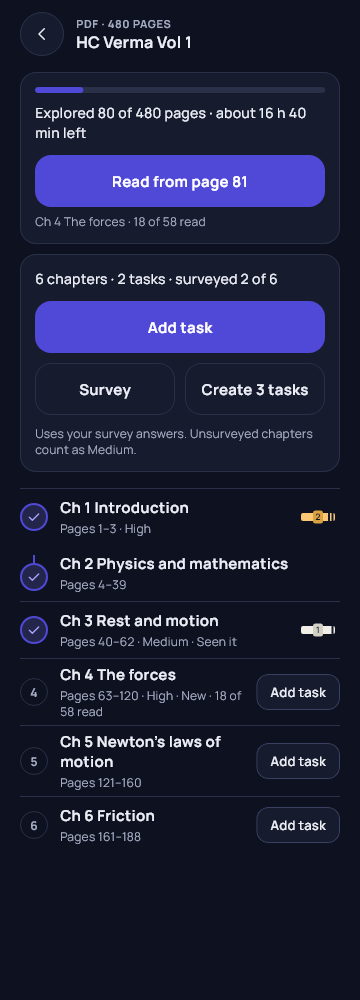 PDF · 480 PAGES
HC Verma Vol 1
Explored 80 of 480 pages · about 16 h 40
min left
Read from page 81
Ch 4 The forces · 18 of 58 read
6 chapters · 2 tasks · surveyed 2 of 6
Add task
Survey
Create 3 tasks
Uses your survey answers. Unsurveyed chapters
count as Medium.
Ch 1 Introduction
Pages 1–3 · High
2
Ch 2 Physics and mathematics
Pages 4–39
Ch 3 Rest and motion
Pages 40–62 · Medium · Seen it
1
4
Ch 4 The forces
Pages 63–120 · High · New · 18 of
58 read
Add task
5
Ch 5 Newton's laws of
motion
Pages 121–160
Add task
6
Ch 6 Friction
Pages 161–188
Add task